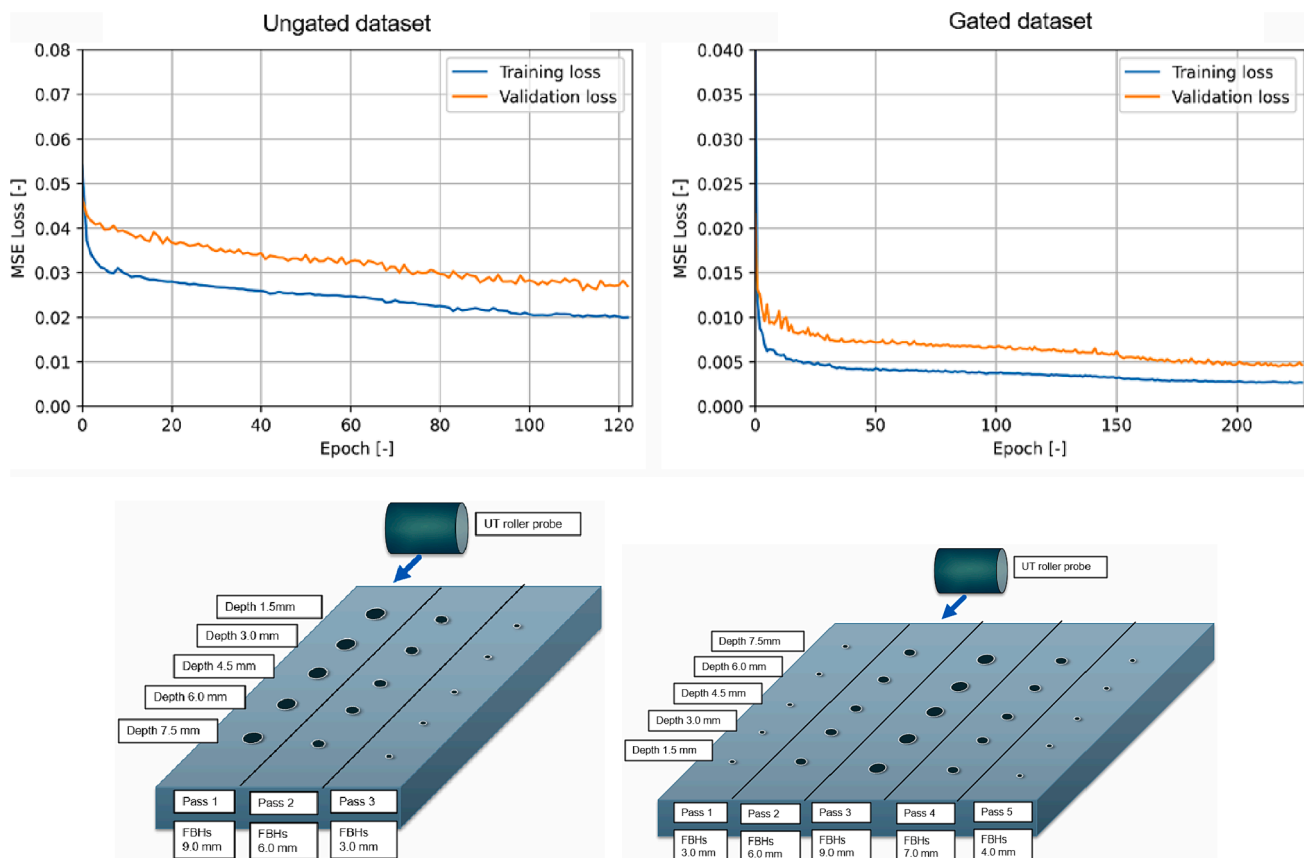 Ungated dataset
0.08
0.07
0.06
0.05
0.04
0.03
0.02
0.01
0.00
MSE Loss [-]
Training loss
Validation loss
0
20
40
60
80
100
120
Epoch [-]
Gated dataset
0.040
0.035
0.030
0.025
0.020
0.015
0.010
0.005
0.000
MSE Loss [-]
Training loss
Validation loss
0
50
100
150
200
Epoch [-]
UT roller probe
Depth 1.5mm
Depth 3.0 mm
Depth 4.5 mm
Depth 6.0 mm
Depth 7.5 mm
Pass 1
Pass 2
Pass 3
FBHs
9.0 mm
FBHs
6.0 mm
FBHs
3.0 mm
UT roller probe
Depth 7.5mm
Depth 6.0 mm
Depth 4.5 mm
Depth 3.0 mm
Depth 1.5 mm
Pass 1
Pass 2
Pass 3
Pass 4
Pass 5
FBHs
3.0 mm
FBHs
6.0 mm
FBHs
9.0 mm
FBHs
7.0 mm
FBHs
4.0 mm